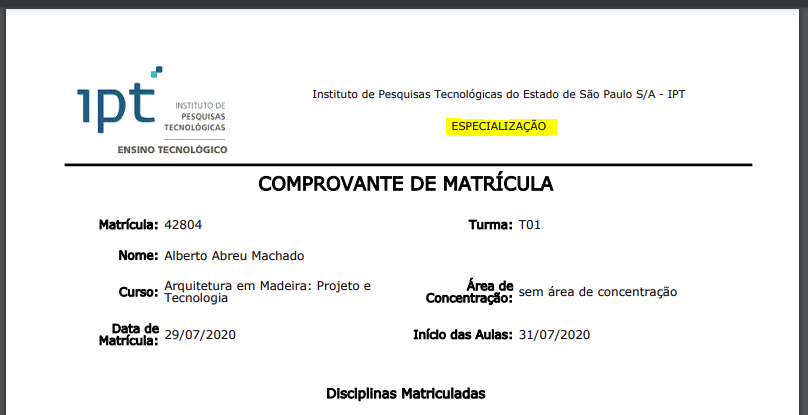 Instituto de Pesquisas Tecnológicas do Estado de São Paulo S/A - IPT
ipt
INSTITUTO DE
PESQUISAS
TECNOLÓGICAS
ENSINO TECNOLÓGICO
ESPECIALIZAÇÃO
COMPROVANTE DE MATRÍCULA
Matrícula: 42804 Turma: T01
Nome: Alberto Abreu Machado
Curso: Arquitetura em Madeira: Projeto e
Tecnologia
Área de
Concentração: sem área de concentração
Data de
Matrícula: 29/07/2020 Início das Aulas: 31/07/2020
Disciplinas Matriculadas